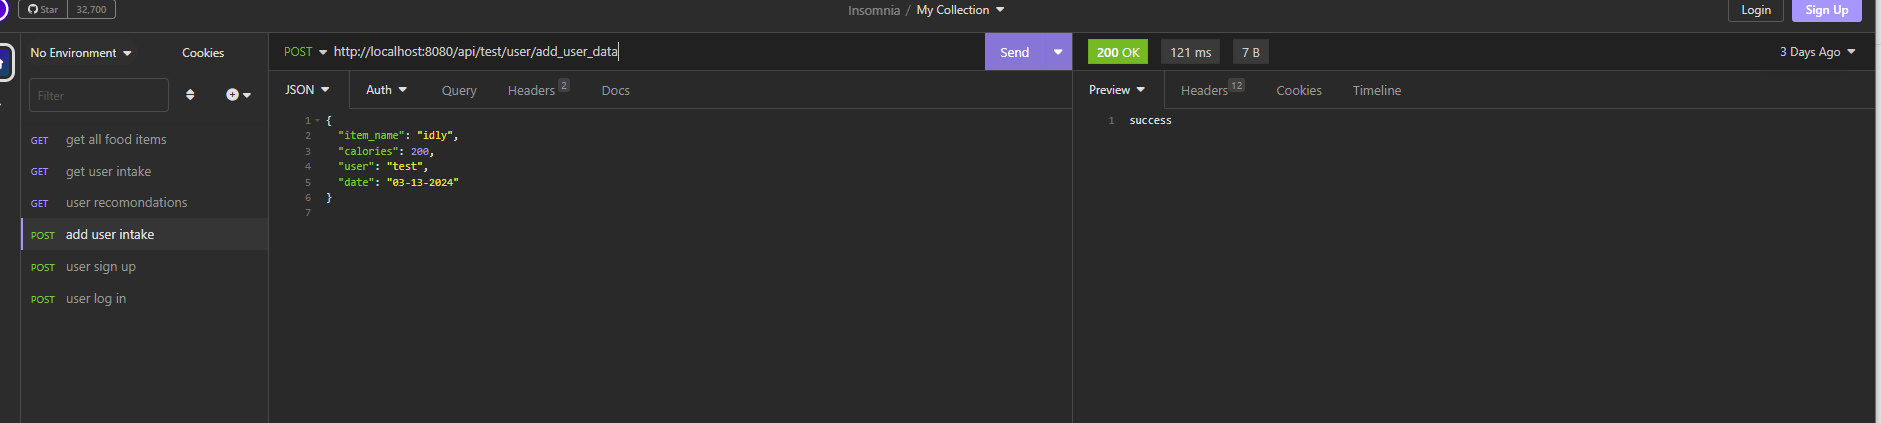 Star 32,700
Insomnia / My Collection
Login
Sign Up
No Environment
Cookies
Filter
GET get all food items
GET get user intake
GET user recomondations
POST add user intake
POST user sign up
POST user log in
POST http://localhost:8080/api/test/user/add_user_data
Send
JSON Auth Query Headers 2 Docs
1 {
2 "item_name": "idly",
3 "calories": 200,
4 "user": "test",
5 "date": "03-13-2024"
6 }
7
200 OK 121 ms 7 B 3 Days Ago
Preview Headers 12 Cookies Timeline
1 success